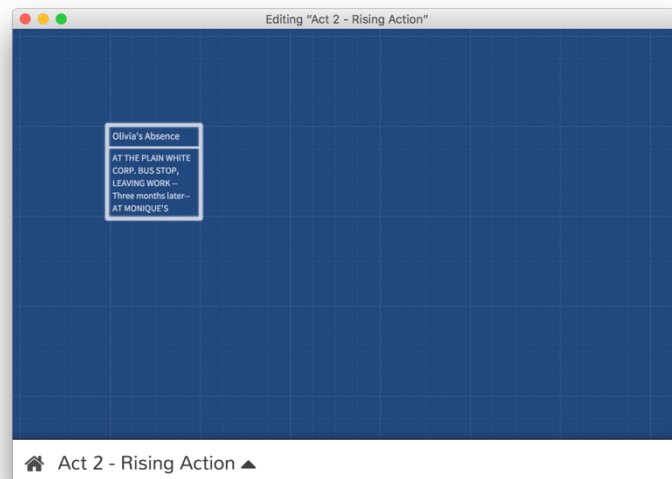 Editing “Act 2 - Rising Action”
Olivia's Absence
AT THE PLAIN WHITE
CORP. BUS STOP,
LEAVING WORK --
Three months later--
AT MONIQUE'S
Act 2 - Rising Action